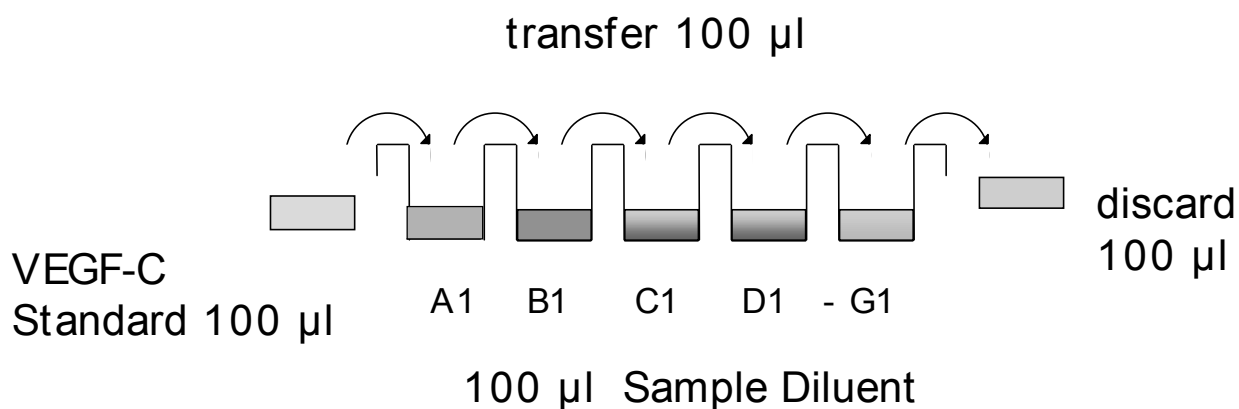 transfer 100 µl
discard
100 µl
VEGF-C
Standard 100 µl
A1 B1 C1 D1 - G1
100 µl Sample Diluent